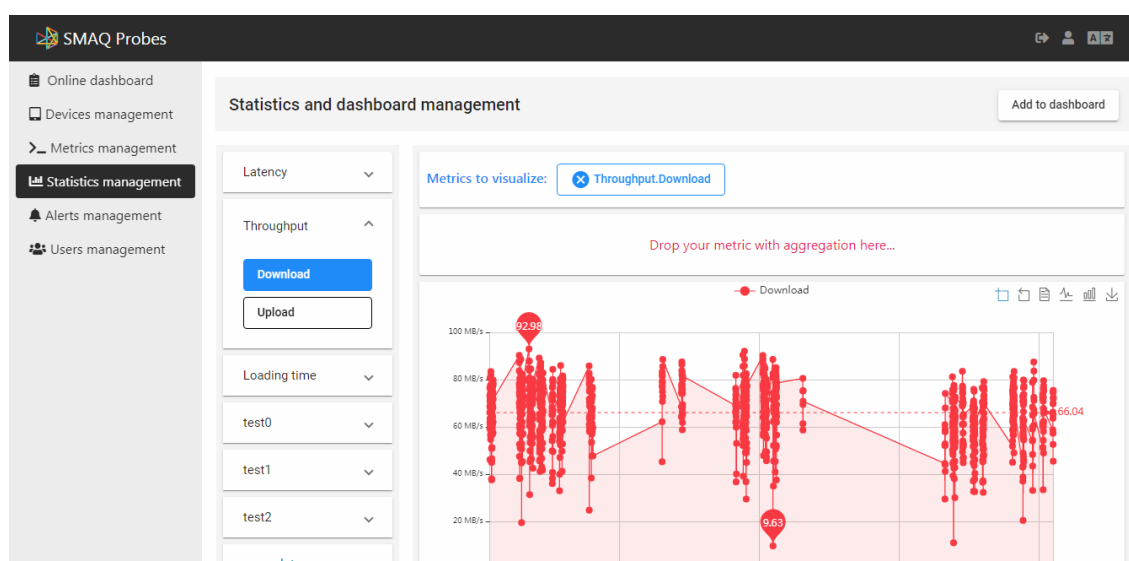 SMAQ Probes
Online dashboard
Devices management
Metrics management
Statistics management
Alerts management
Users management
Statistics and dashboard management
Add to dashboard
Latency
Throughput
Download
Upload
Loading time
test0
test1
test2
Metrics to visualize:
Throughput.Download
Drop your metric with aggregation here...
Download
100 MB/s
80 MB/s
60 MB/s
40 MB/s
20 MB/s
92.98
66.04
9.63